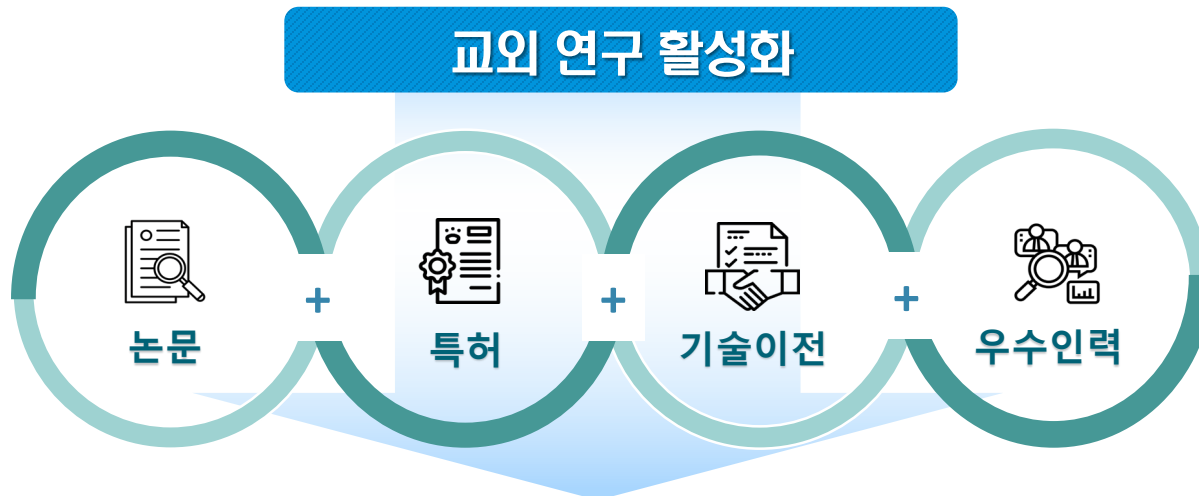 교외 연구 활성화
논문 + 특허 + 기술이전 + 우수인력